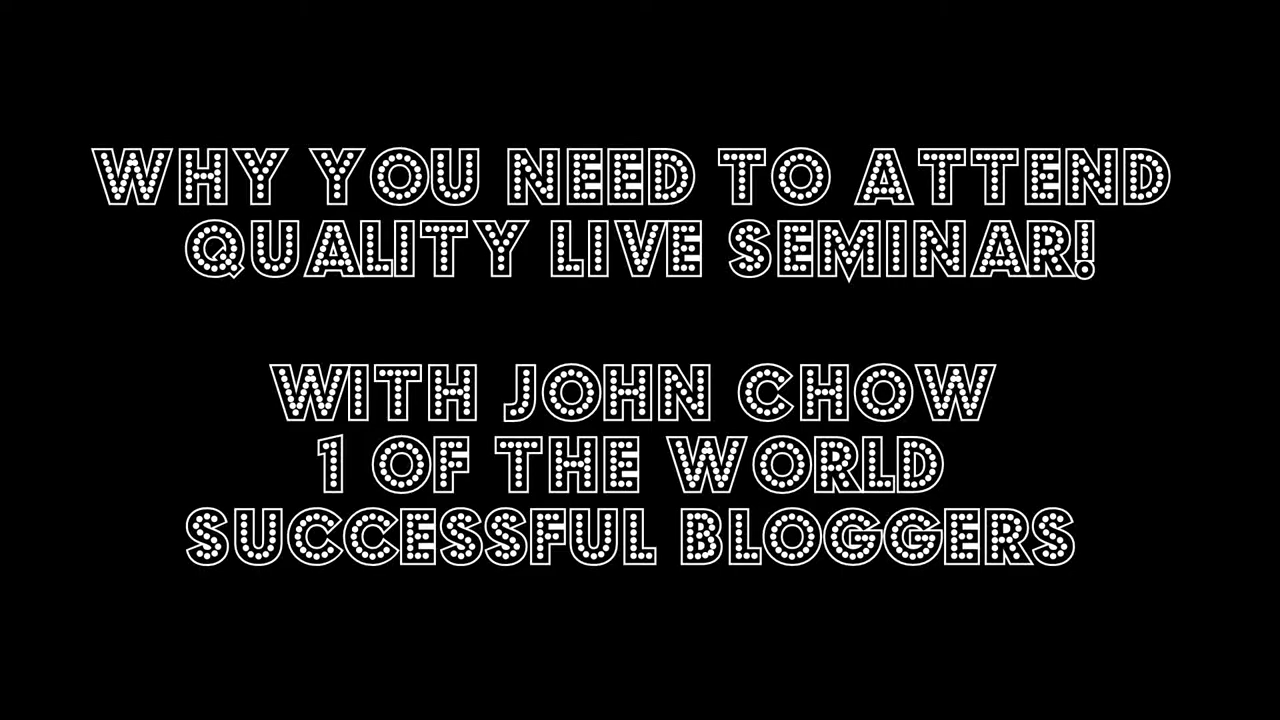 WHY YOU NEED TO ATTEND
QUALITY LIVE SEMINAR!
WITH JOHN CHOW
1 OF THE WORLD
SUCCESSFUL BLOGGERS